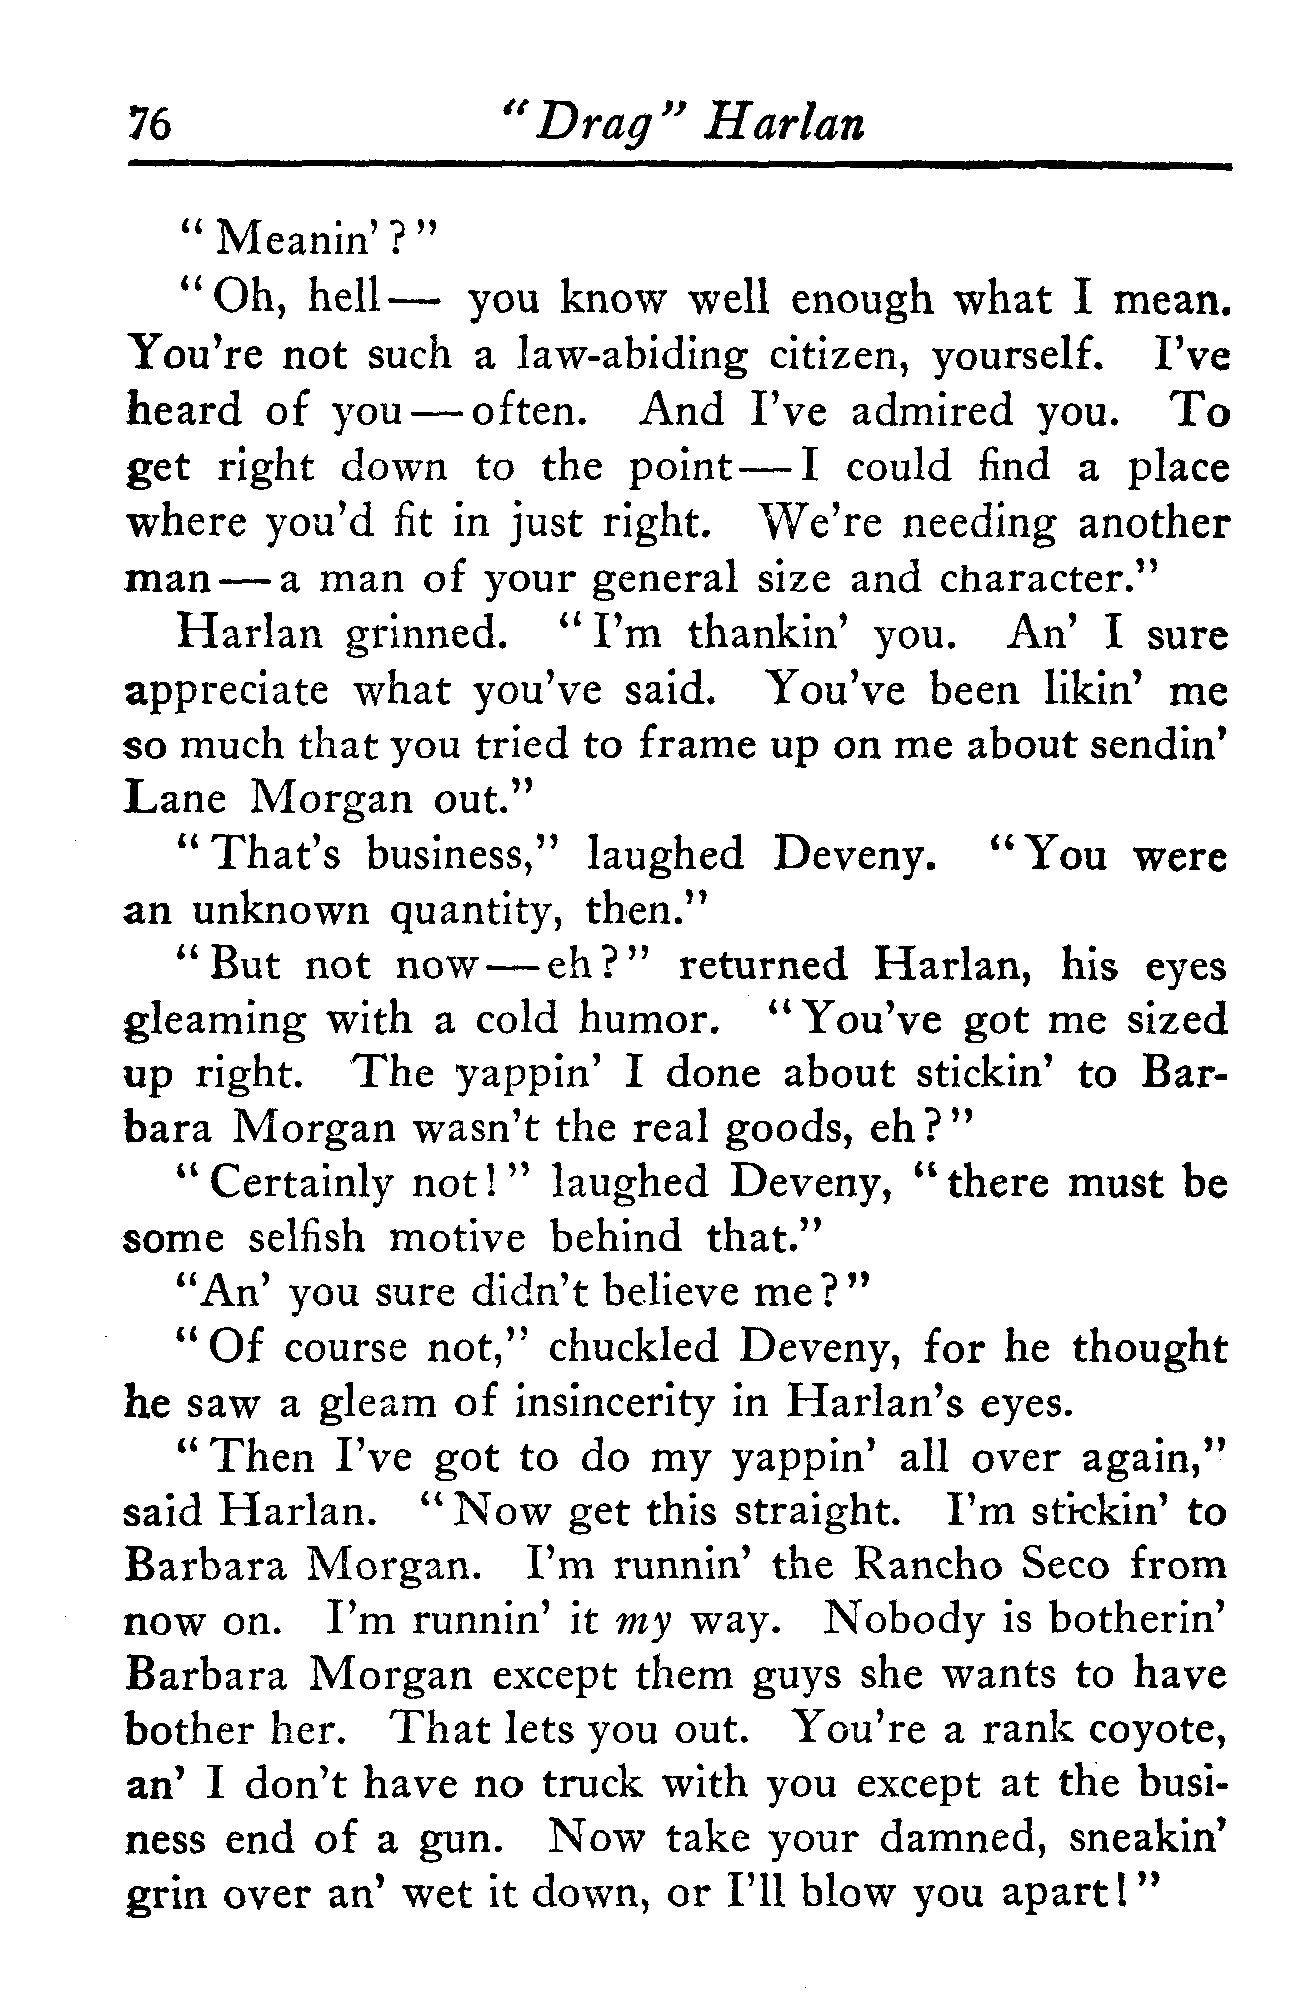 76 "Drag" Harlan
"Meanin'?"
"Oh, hell— you know well enough what I mean.
You're not such a law-abiding citizen, yourself. I've
heard of you—often. And I've admired you. To
get right down to the point—I could find a place
where you'd fit in just right. We're needing another
man—a man of your general size and character."
Harlan grinned. "I'm thankin' you. An' I sure
appreciate what you've said. You've been likin' me
so much that you tried to frame up on me about sendin'
Lane Morgan out."
"That's business," laughed Deveny. "You were
an unknown quantity, then."
"But not now—eh?" returned Harlan, his eyes
gleaming with a cold humor. "You've got me sized
up right. The yappin' I done about stickin' to Bar-
bara Morgan wasn't the real goods, eh?"
"Certainly not!" laughed Deveny, "there must be
some selfish motive behind that."
"An' you sure didn't believe me?"
"Of course not," chuckled Deveny, for he thought
he saw a gleam of insincerity in Harlan's eyes.
"Then I've got to do my yappin' all over again,"
said Harlan. "Now get this straight. I'm stickin' to
Barbara Morgan. I'm runnin' the Rancho Seco from
now on. I'm runnin' it my way. Nobody is botherin'
Barbara Morgan except them guys she wants to have
bother her. That lets you out. You're a rank coyote,
an' I don't have no truck with you except at the busi-
ness end of a gun. Now take your damned, sneakin'
grin over an' wet it down, or I'll blow you apart!"